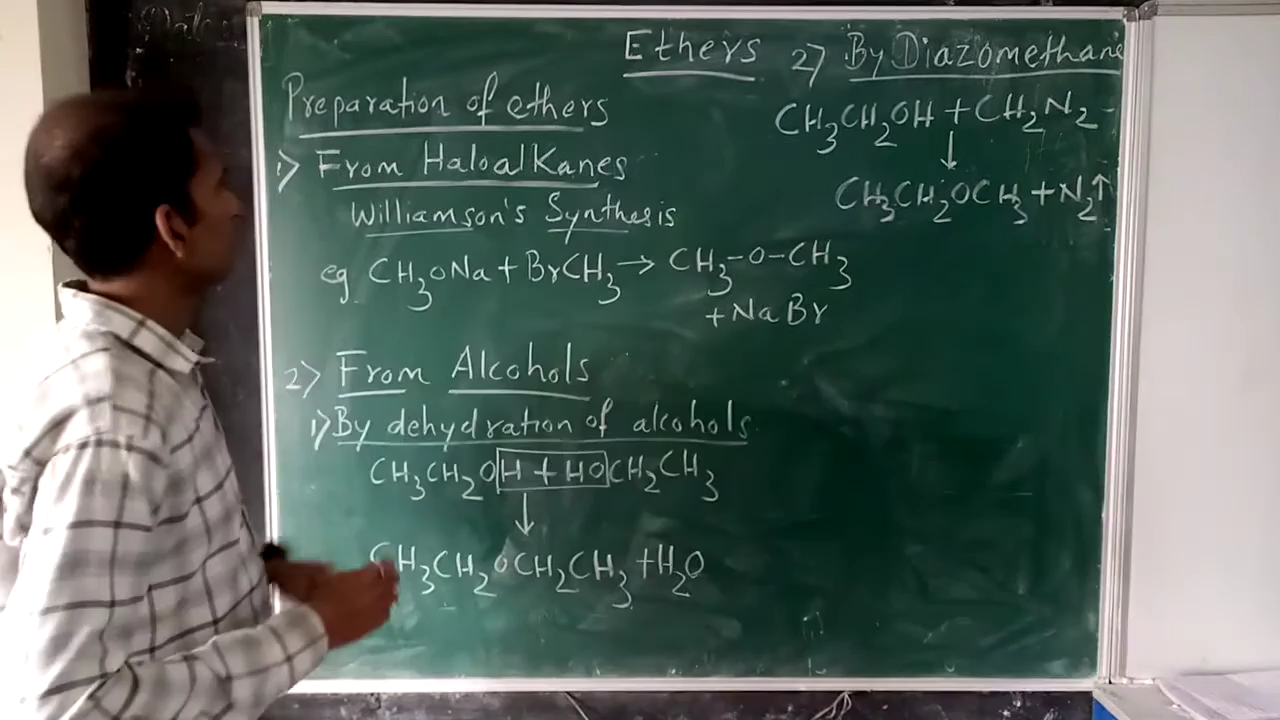 Ethers
Preparation of ethers
1) From Haloalkanes
Williamson's Synthesis
eg CH₃ONa + BrCH₃ → CH₃-O-CH₃
+ NaBr
2) From Alcohols
1) By dehydration of alcohols
CH₃CH₂OH + HOCH₂CH₃
↓
CH₃CH₂OCH₂CH₃ + H₂O
2) By Diazomethane
CH₃CH₂OH + CH₂N₂ -
↓
CH₃CH₂OCH₃ + N₂↑